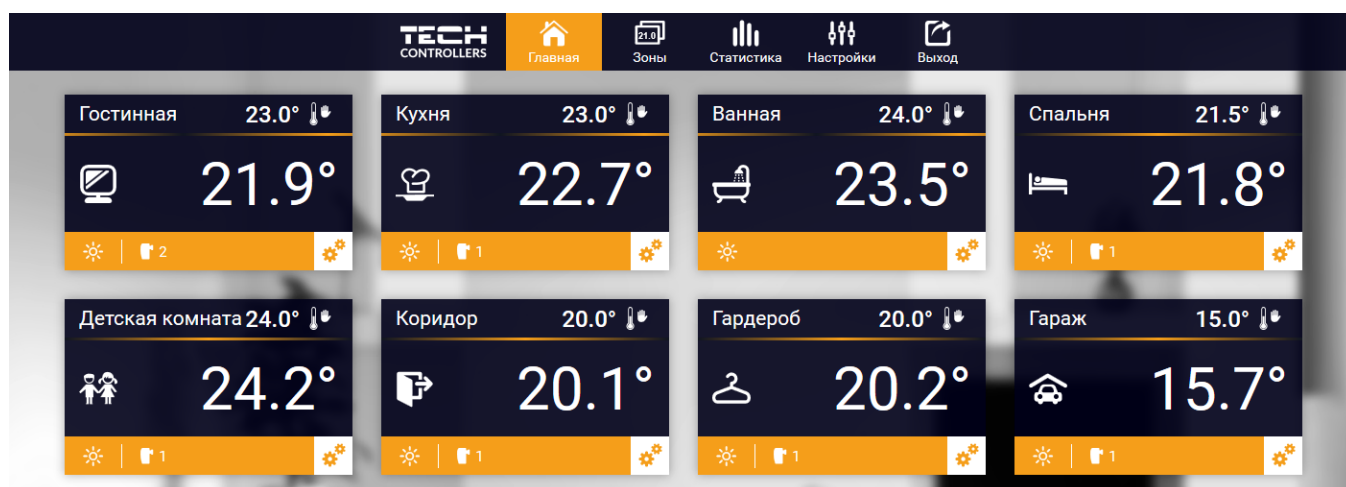 TECH
CONTROLLERS
Главная
21.0
Зоны
Статистика
Настройки
Выход
Гостинная 23.0°
21.9°
2
Кухня 23.0°
22.7°
1
Ванная 24.0°
23.5°
Спальня 21.5°
21.8°
1
Детская комната 24.0°
24.2°
1
Коридор 20.0°
20.1°
1
Гардероб 20.0°
20.2°
1
Гараж 15.0°
15.7°
1